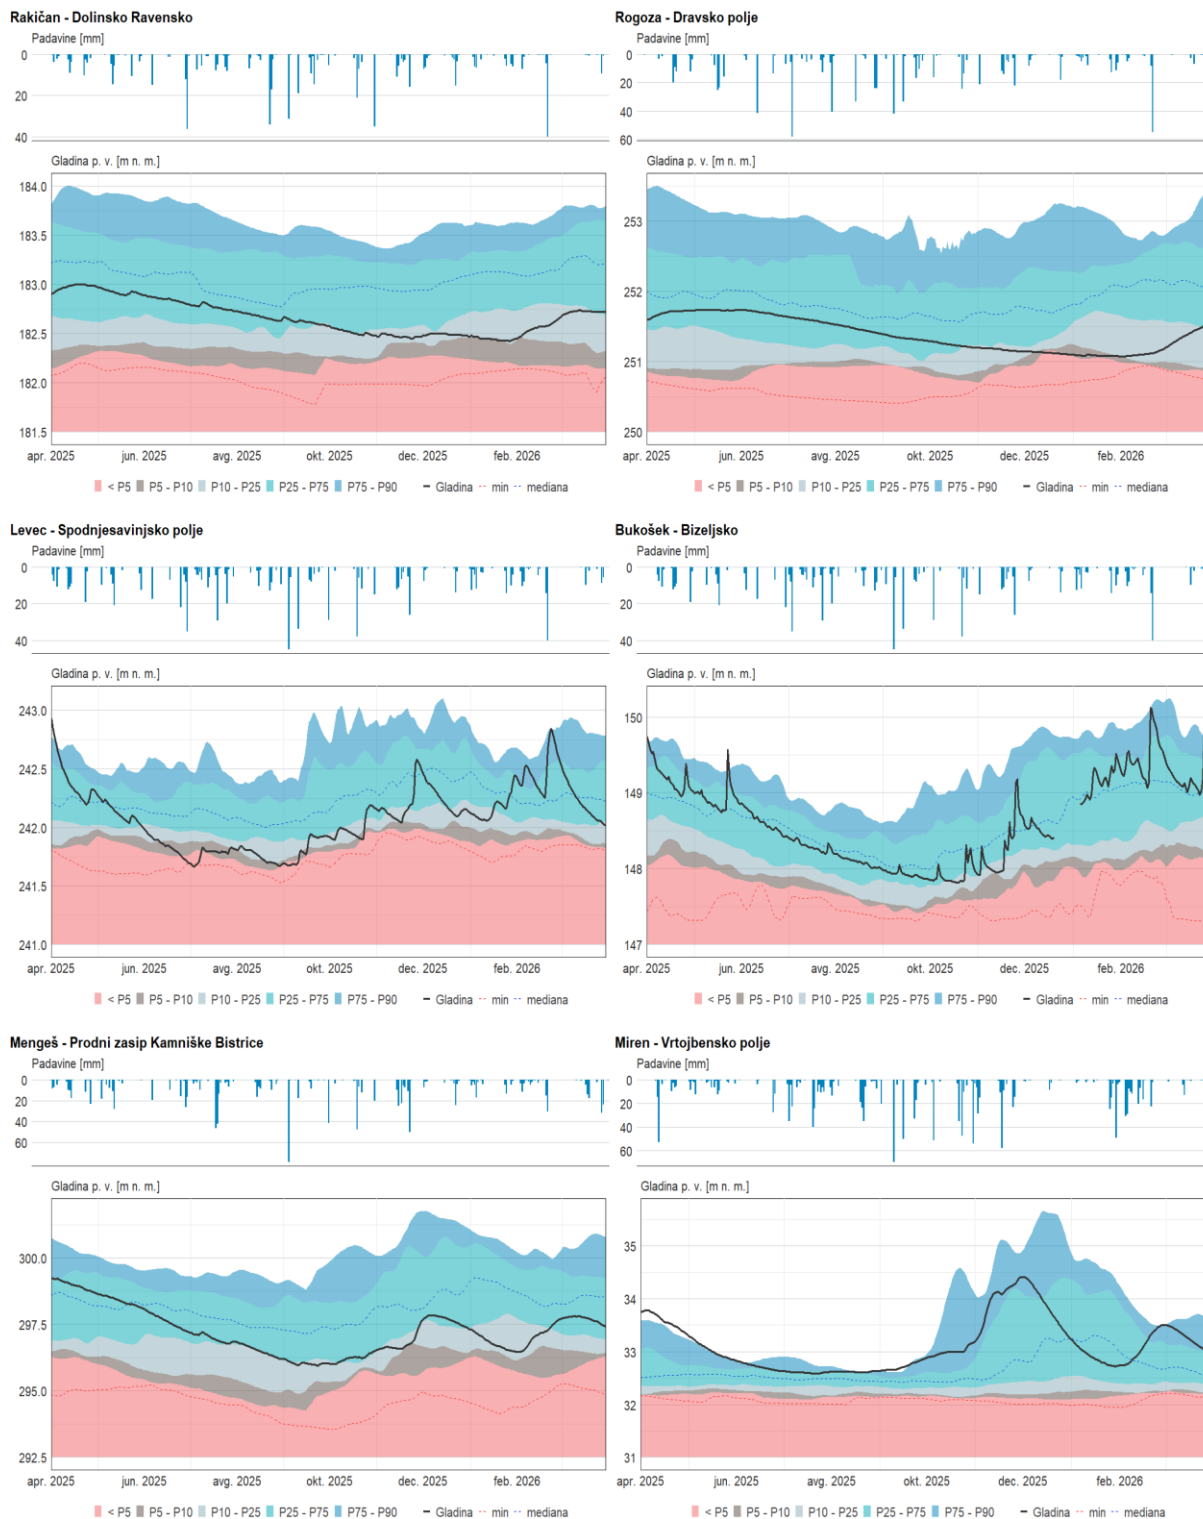 Rakičan - Dolinsko Ravensko
Padavine [mm]
0
20
40
Gladina p. v. [m n. m.]
184.0
183.5
183.0
182.5
182.0
181.5
apr. 2025 jun. 2025 avg. 2025 okt. 2025 dec. 2025 feb. 2026
< P5 P5 - P10 P10 - P25 P25 - P75 P75 - P90 Gladina min mediana
Rogoza - Dravsko polje
Padavine [mm]
0
20
40
60
Gladina p. v. [m n. m.]
253
252
251
250
apr. 2025 jun. 2025 avg. 2025 okt. 2025 dec. 2025 feb. 2026
< P5 P5 - P10 P10 - P25 P25 - P75 P75 - P90 Gladina min mediana
Levec - Spodnjesavinjsko polje
Padavine [mm]
0
20
40
Gladina p. v. [m n. m.]
243.0
242.5
242.0
241.5
241.0
apr. 2025 jun. 2025 avg. 2025 okt. 2025 dec. 2025 feb. 2026
< P5 P5 - P10 P10 - P25 P25 - P75 P75 - P90 Gladina min mediana
Bukošek - Bizeljsko
Padavine [mm]
0
20
40
Gladina p. v. [m n. m.]
150
149
148
147
apr. 2025 jun. 2025 avg. 2025 okt. 2025 dec. 2025 feb. 2026
< P5 P5 - P10 P10 - P25 P25 - P75 P75 - P90 Gladina min mediana
Mengeš - Prodni zasip Kamniške Bistrice
Padavine [mm]
0
20
40
60
Gladina p. v. [m n. m.]
300.0
297.5
295.0
292.5
apr. 2025 jun. 2025 avg. 2025 okt. 2025 dec. 2025 feb. 2026
< P5 P5 - P10 P10 - P25 P25 - P75 P75 - P90 Gladina min mediana
Miren - Vrtojbensko polje
Padavine [mm]
0
20
40
60
Gladina p. v. [m n. m.]
35
34
33
32
31
apr. 2025 jun. 2025 avg. 2025 okt. 2025 dec. 2025 feb. 2026
< P5 P5 - P10 P10 - P25 P25 - P75 P75 - P90 Gladina min mediana